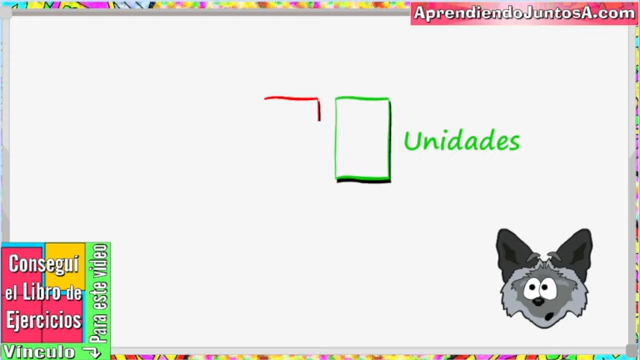 AprendiendoJuntosA.com
Unidades
Conseguí
el Libro de
Ejercicios
Vínculo
Para este video